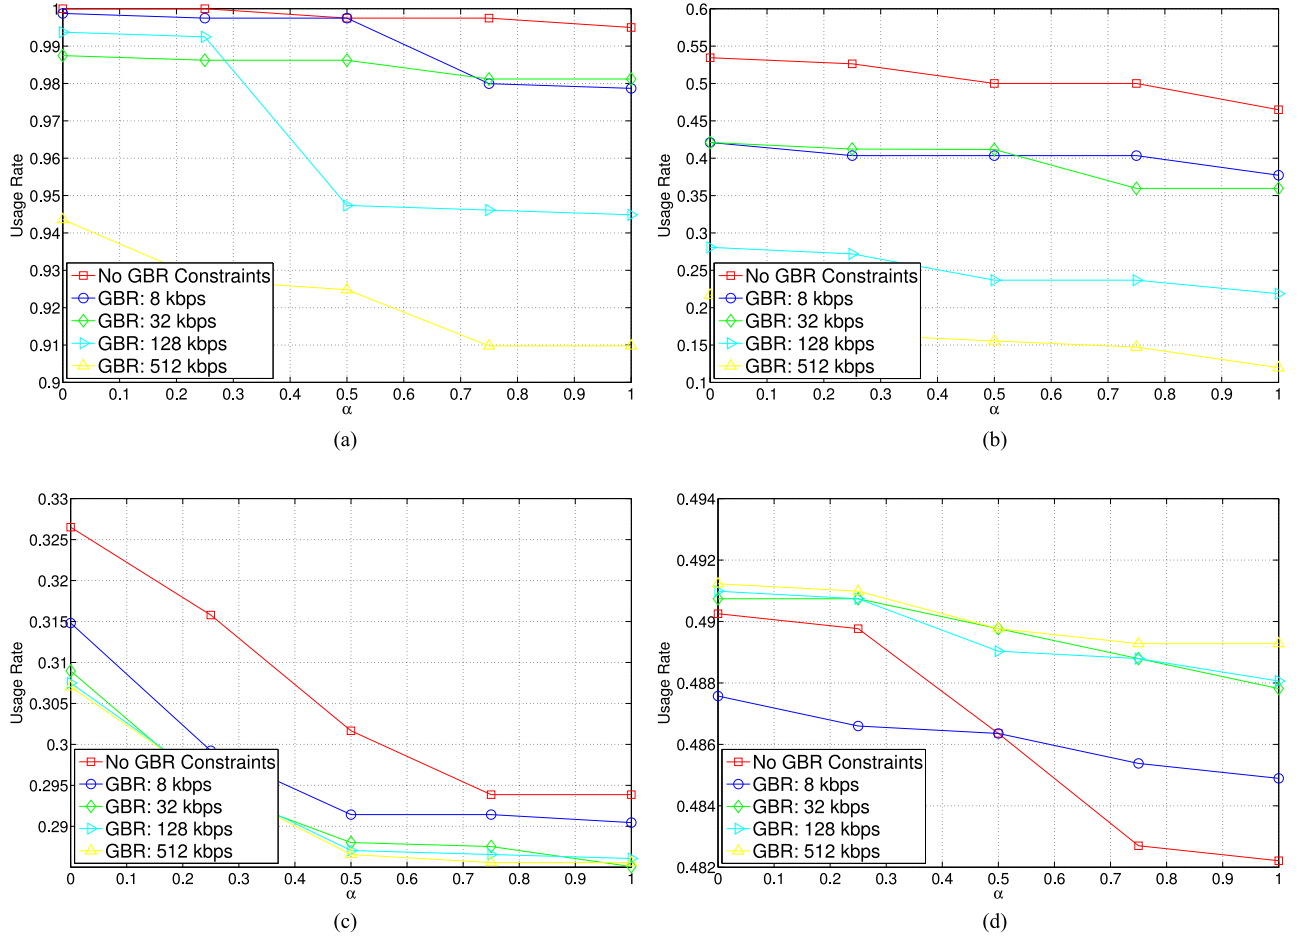 1
0.99
0.98
0.97
0.96
0.95
0.94
0.93
0.92
0.91
0.9
Usage Rate
No GBR Constraints
GBR: 8 kbps
GBR: 32 kbps
GBR: 128 kbps
GBR: 512 kbps
0 0.1 0.2 0.3 0.4 0.5 0.6 0.7 0.8 0.9 1
α
(a)
0.6
0.55
0.5
0.45
0.4
0.35
0.3
0.25
0.2
0.15
0.1
Usage Rate
No GBR Constraints
GBR: 8 kbps
GBR: 32 kbps
GBR: 128 kbps
GBR: 512 kbps
0 0.1 0.2 0.3 0.4 0.5 0.6 0.7 0.8 0.9 1
α
(b)
0.33
0.325
0.32
0.315
0.31
0.305
0.3
0.295
0.29
Usage Rate
No GBR Constraints
GBR: 8 kbps
GBR: 32 kbps
GBR: 128 kbps
GBR: 512 kbps
0 0.1 0.2 0.3 0.4 0.5 0.6 0.7 0.8 0.9 1
α
(c)
0.494
0.492
0.49
0.488
0.486
0.484
0.482
Usage Rate
No GBR Constraints
GBR: 8 kbps
GBR: 32 kbps
GBR: 128 kbps
GBR: 512 kbps
0 0.1 0.2 0.3 0.4 0.5 0.6 0.7 0.8 0.9 1
α
(d)